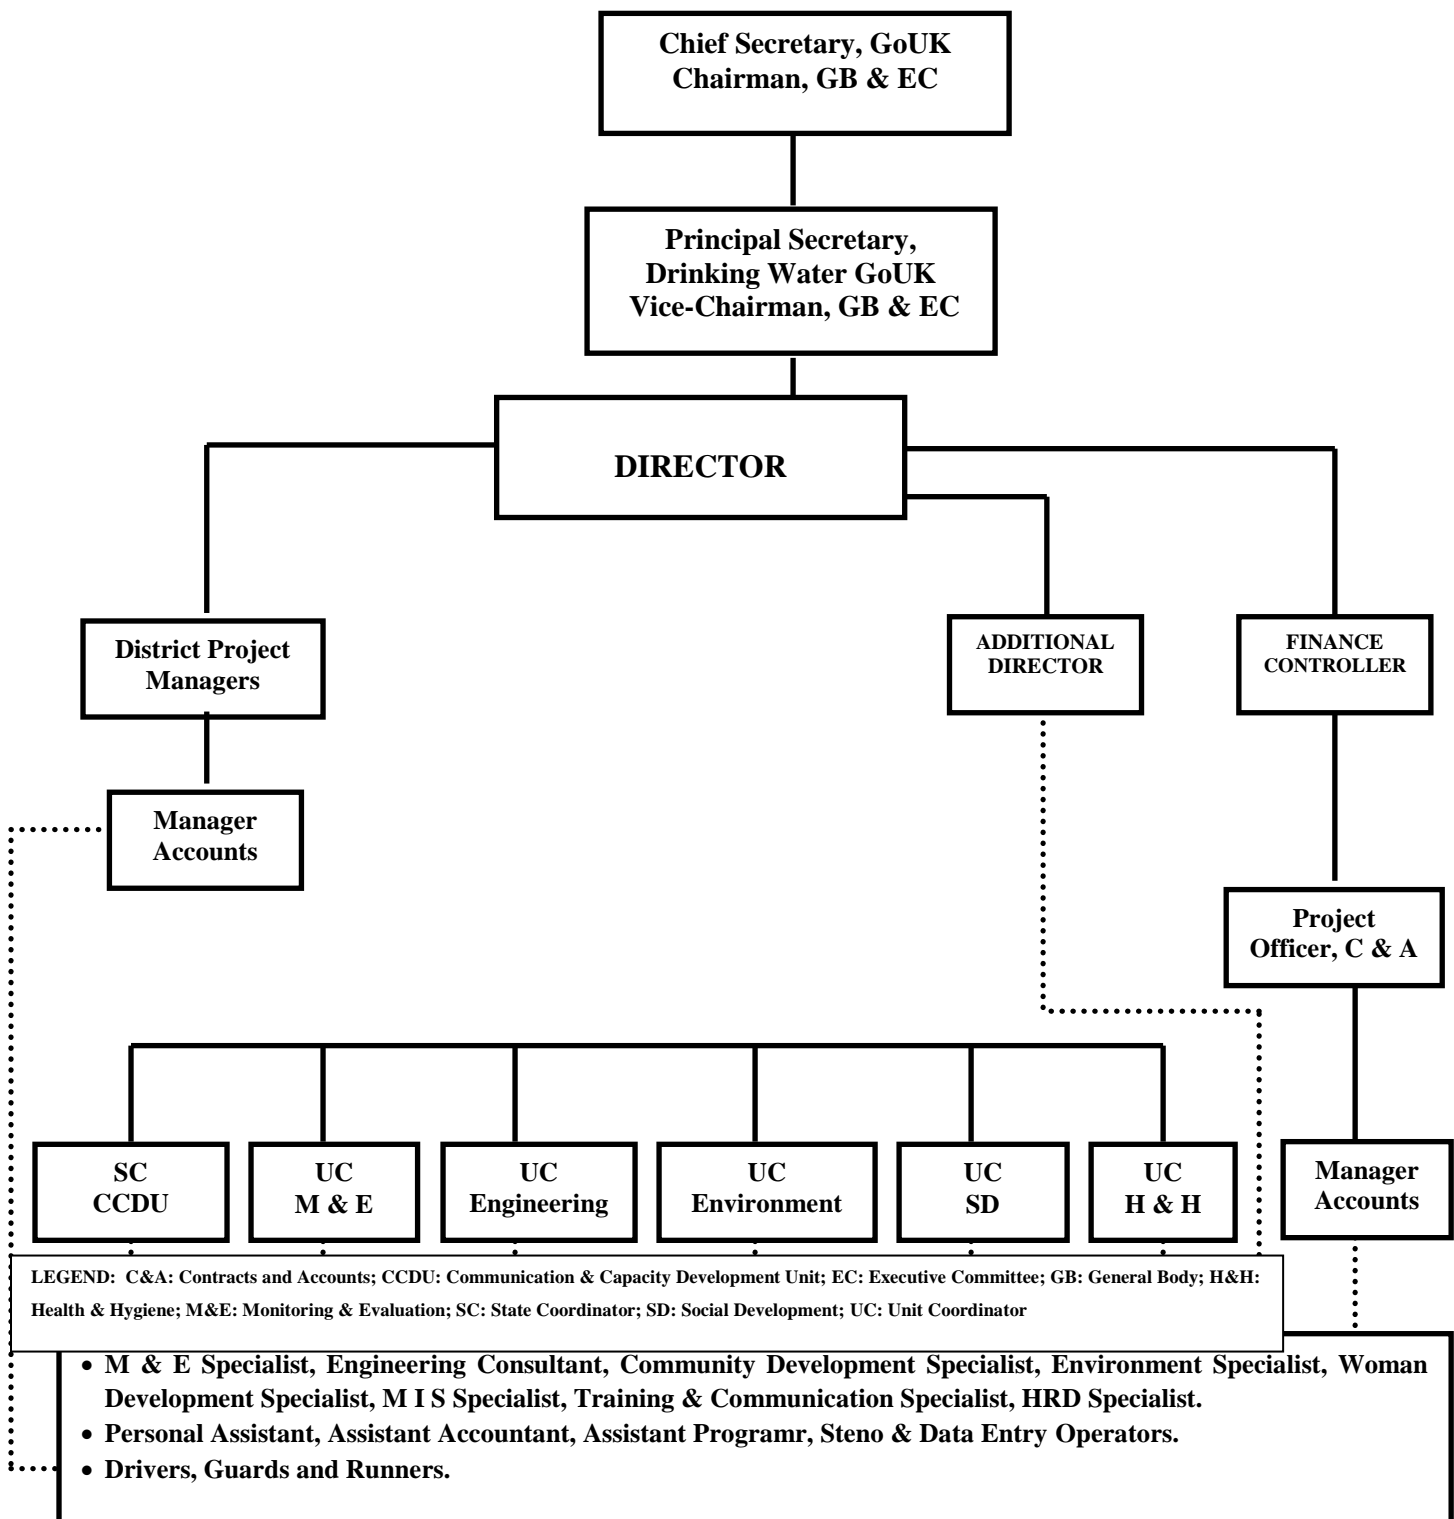 Chief Secretary, GoUK
Chairman, GB & EC
Principal Secretary,
Drinking Water GoUK
Vice-Chairman, GB & EC
DIRECTOR
District Project
Managers
ADDITIONAL
DIRECTOR
FINANCE
CONTROLLER
Manager
Accounts
Project
Officer, C & A
SC
CCDU
UC
M & E
UC
Engineering
UC
Environment
UC
SD
UC
H & H
Manager
Accounts
LEGEND: C&A: Contracts and Accounts; CCDU: Communication & Capacity Development Unit; EC: Executive Committee; GB: General Body; H&H:
Health & Hygiene; M&E: Monitoring & Evaluation; SC: State Coordinator; SD: Social Development; UC: Unit Coordinator
• M & E Specialist, Engineering Consultant, Community Development Specialist, Environment Specialist, Woman
Development Specialist, M I S Specialist, Training & Communication Specialist, HRD Specialist.
• Personal Assistant, Assistant Accountant, Assistant Programr, Steno & Data Entry Operators.
• Drivers, Guards and Runners.